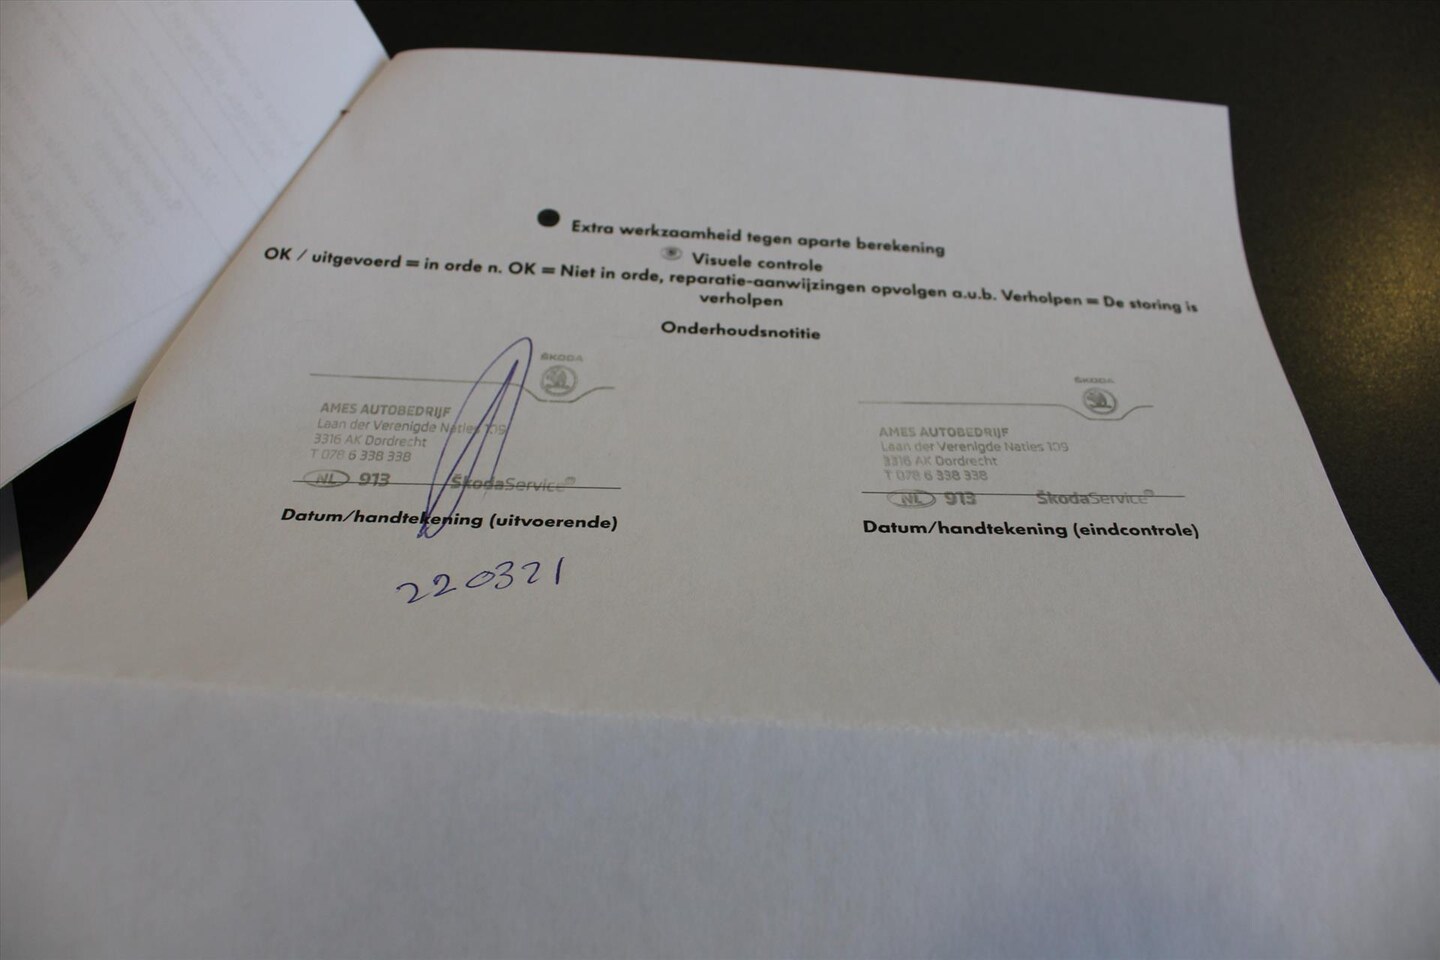 ● Extra werkzaamheid tegen aparte berekening
Visuele controle
OK / uitgevoerd = in orde n. OK = Niet in orde, reparatie-aanwijzingen opvolgen a.u.b. Verholpen = De storing is
verholpen
Onderhoudsnotitie
ŠKODA
AMES AUTOBEDRIJF
Laan der Verenigde Naties 109
3316 AK Dordrecht
T 078 6 338 338
NL 913 ŠkodaService
Datum/handtekening (uitvoerende)
220321
ŠKODA
AMES AUTOBEDRIJF
Laan der Verenigde Naties 109
3316 AK Dordrecht
T 078 6 338 338
NL 913 ŠkodaService
Datum/handtekening (eindcontrole)